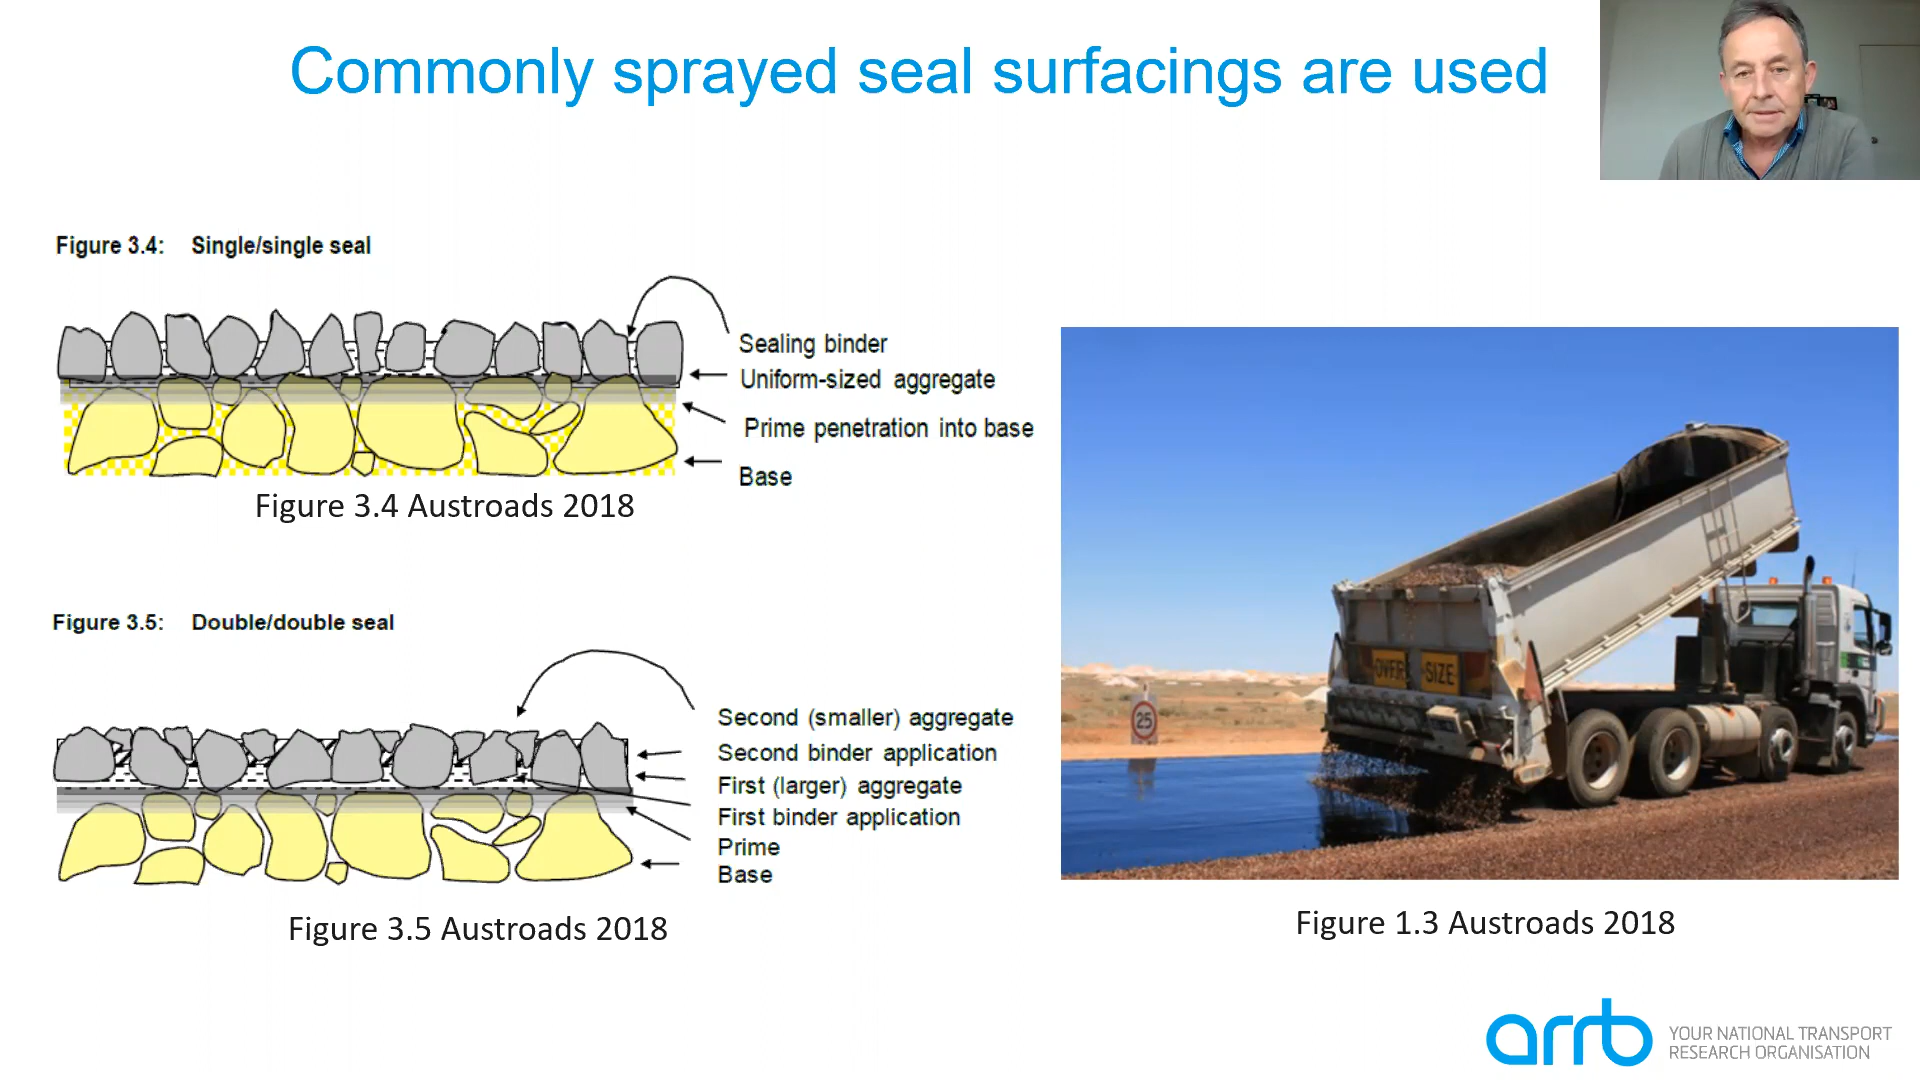 Commonly sprayed seal surfacings are used
Figure 3.4: Single/single seal
Sealing binder
Uniform-sized aggregate
Prime penetration into base
Base
Figure 3.4 Austroads 2018
Figure 3.5: Double/double seal
Second (smaller) aggregate
Second binder application
First (larger) aggregate
First binder application
Prime
Base
Figure 3.5 Austroads 2018
OVER SIZE
25
Figure 1.3 Austroads 2018
arrb
YOUR NATIONAL TRANSPORT
RESEARCH ORGANISATION